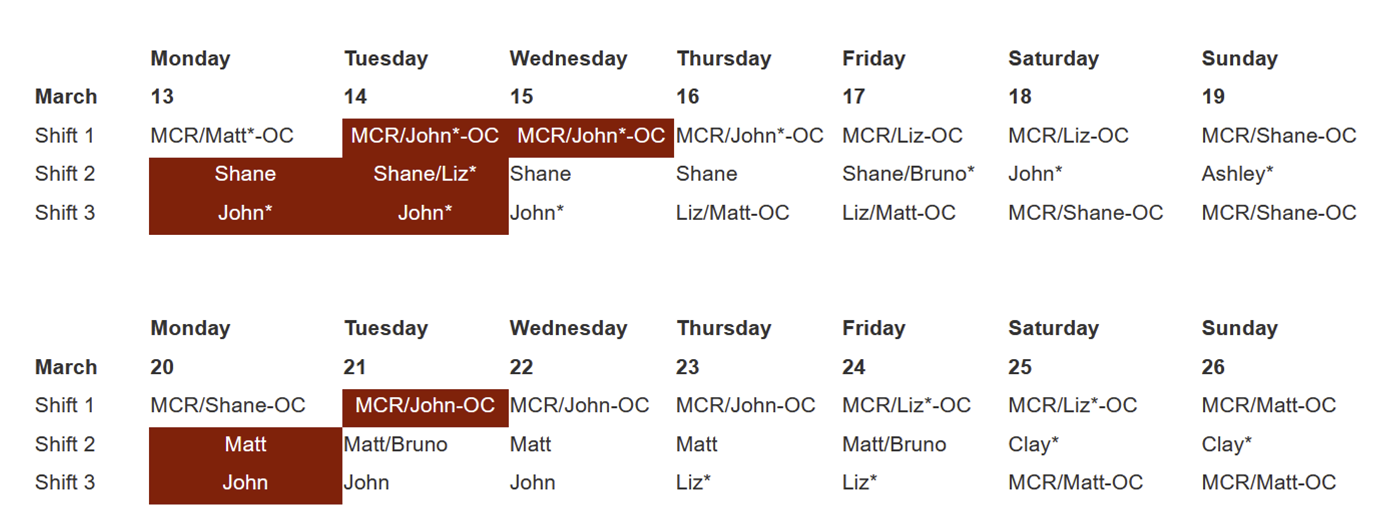 Monday Tuesday Wednesday Thursday Friday Saturday Sunday
March 13 14 15 16 17 18 19
Shift 1 MCR/Matt*-OC MCR/John*-OC MCR/John*-OC MCR/John*-OC MCR/Liz-OC MCR/Liz-OC MCR/Shane-OC
Shift 2 Shane Shane/Liz* Shane Shane Shane/Bruno* John* Ashley*
Shift 3 John* John* John* Liz/Matt-OC Liz/Matt-OC MCR/Shane-OC MCR/Shane-OC
Monday Tuesday Wednesday Thursday Friday Saturday Sunday
March 20 21 22 23 24 25 26
Shift 1 MCR/Shane-OC MCR/John-OC MCR/John-OC MCR/John-OC MCR/Liz*-OC MCR/Liz*-OC MCR/Matt-OC
Shift 2 Matt Matt/Bruno Matt Matt Matt/Bruno Clay* Clay*
Shift 3 John John John Liz* Liz* MCR/Matt-OC MCR/Matt-OC